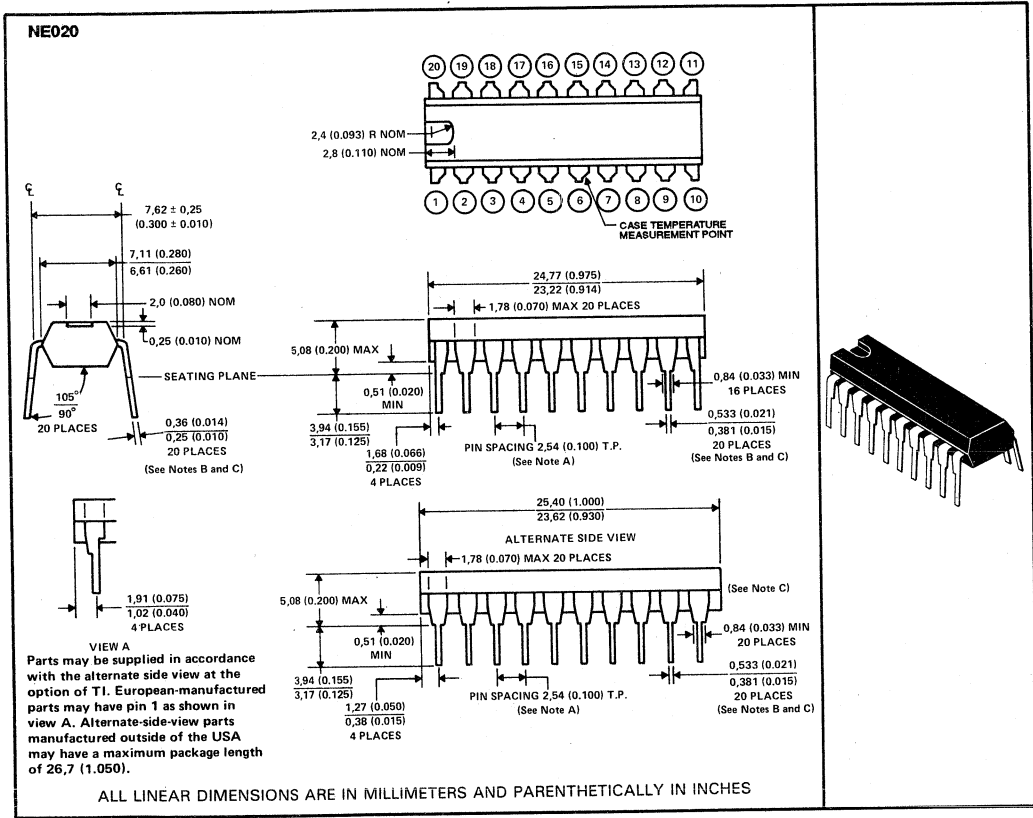 NE020
20 19 18 17 16 15 14 13 12 11
2,4 (0.093) R NOM
2,8 (0.110) NOM
1 2 3 4 5 6 7 8 9 10
CASE TEMPERATURE
MEASUREMENT POINT
℄ ℄
7,62 ± 0,25
(0.300 ± 0.010)
7,11 (0.280)
6,61 (0.260)
2,0 (0.080) NOM
0,25 (0.010) NOM
SEATING PLANE
105°
90°
20 PLACES
0,36 (0.014)
0,25 (0.010)
20 PLACES
(See Notes B and C)
24,77 (0.975)
23,22 (0.914)
1,78 (0.070) MAX 20 PLACES
5,08 (0.200) MAX
0,51 (0.020)
MIN
3,94 (0.155)
3,17 (0.125)
1,68 (0.066)
0,22 (0.009)
4 PLACES
PIN SPACING 2,54 (0.100) T.P.
(See Note A)
0,84 (0.033) MIN
16 PLACES
0,533 (0.021)
0,381 (0.015)
20 PLACES
(See Notes B and C)
1,91 (0.075)
1,02 (0.040)
4 PLACES
VIEW A
Parts may be supplied in accordance
with the alternate side view at the
option of TI. European-manufactured
parts may have pin 1 as shown in
view A. Alternate-side-view parts
manufactured outside of the USA
may have a maximum package length
of 26,7 (1.050).
25,40 (1.000)
23,62 (0.930)
ALTERNATE SIDE VIEW
1,78 (0.070) MAX 20 PLACES
(See Note C)
5,08 (0.200) MAX
0,51 (0.020)
MIN
3,94 (0.155)
3,17 (0.125)
1,27 (0.050)
0,38 (0.015)
4 PLACES
PIN SPACING 2,54 (0.100) T.P.
(See Note A)
0,84 (0.033) MIN
20 PLACES
0,533 (0.021)
0,381 (0.015)
20 PLACES
(See Notes B and C)
ALL LINEAR DIMENSIONS ARE IN MILLIMETERS AND PARENTHETICALLY IN INCHES